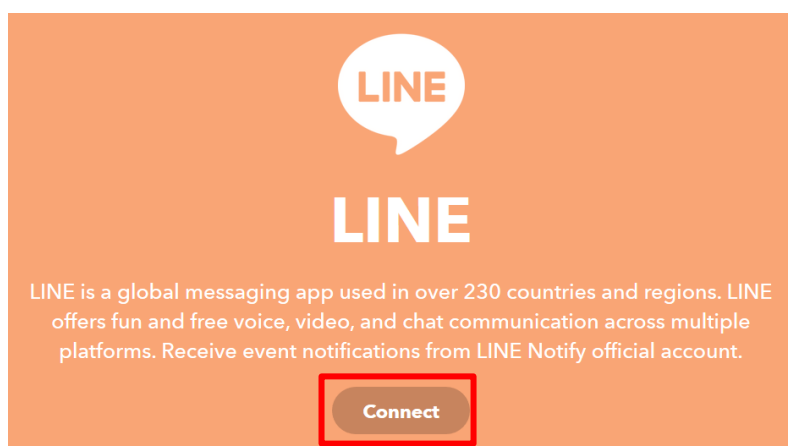 LINE
LINE
LINE is a global messaging app used in over 230 countries and regions. LINE
offers fun and free voice, video, and chat communication across multiple
platforms. Receive event notifications from LINE Notify official account.
Connect